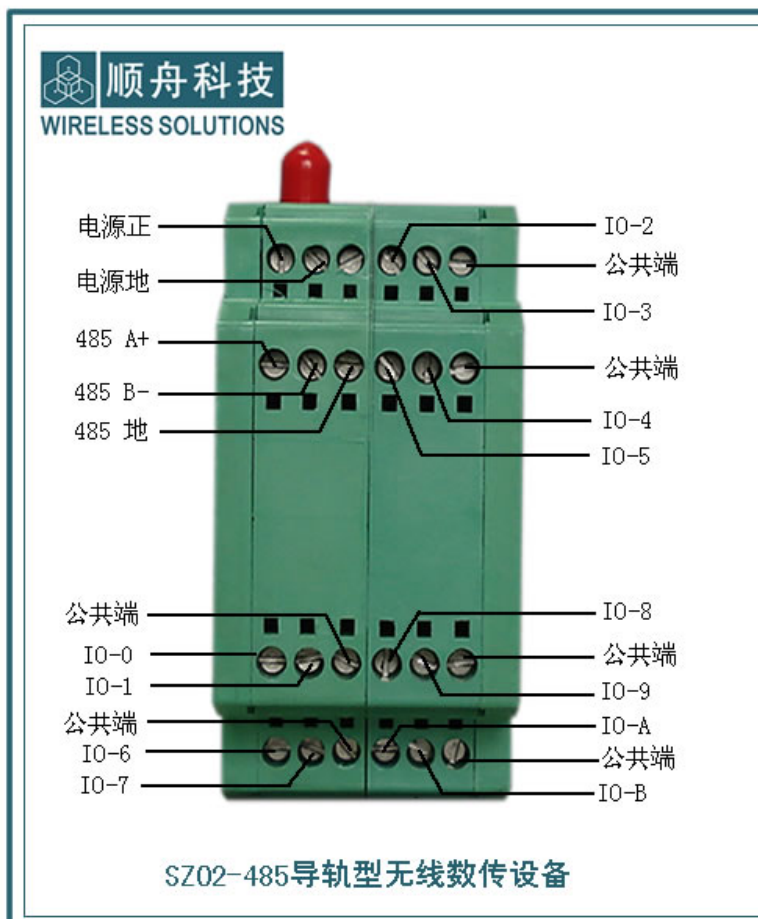 顺舟科技
WIRELESS SOLUTIONS
电源正
电源地
485 A+
485 B-
485 地
公共端
IO-0
IO-1
公共端
IO-6
IO-7
IO-2
公共端
IO-3
公共端
IO-4
IO-5
IO-8
公共端
IO-9
IO-A
公共端
IO-B
SZ02-485导轨型无线数传设备